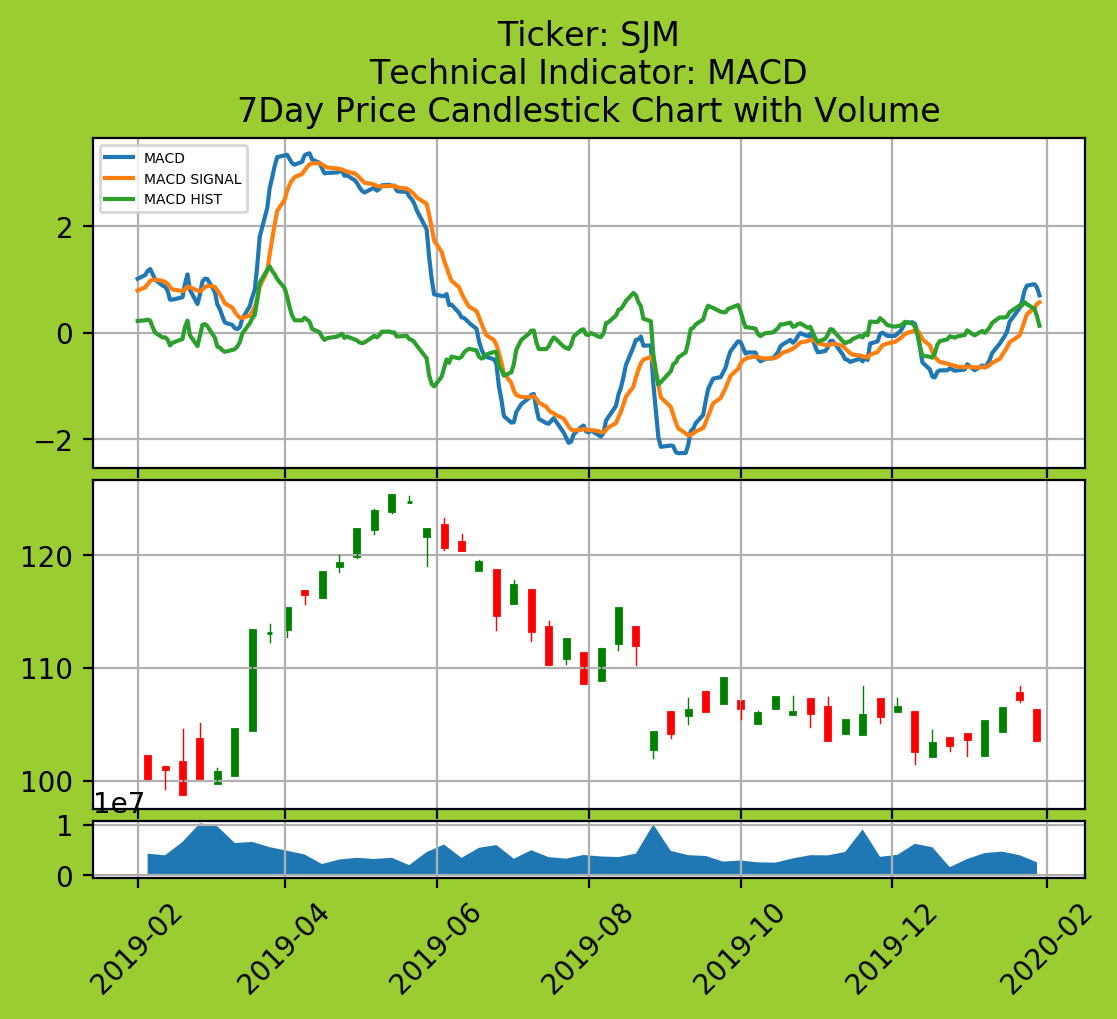 Ticker: SJM
Technical Indicator: MACD
7Day Price Candlestick Chart with Volume
MACD
MACD SIGNAL
MACD HIST
2
0
−2
120
110
100
1e7
1
0
2019-02
2019-04
2019-06
2019-08
2019-10
2019-12
2020-02